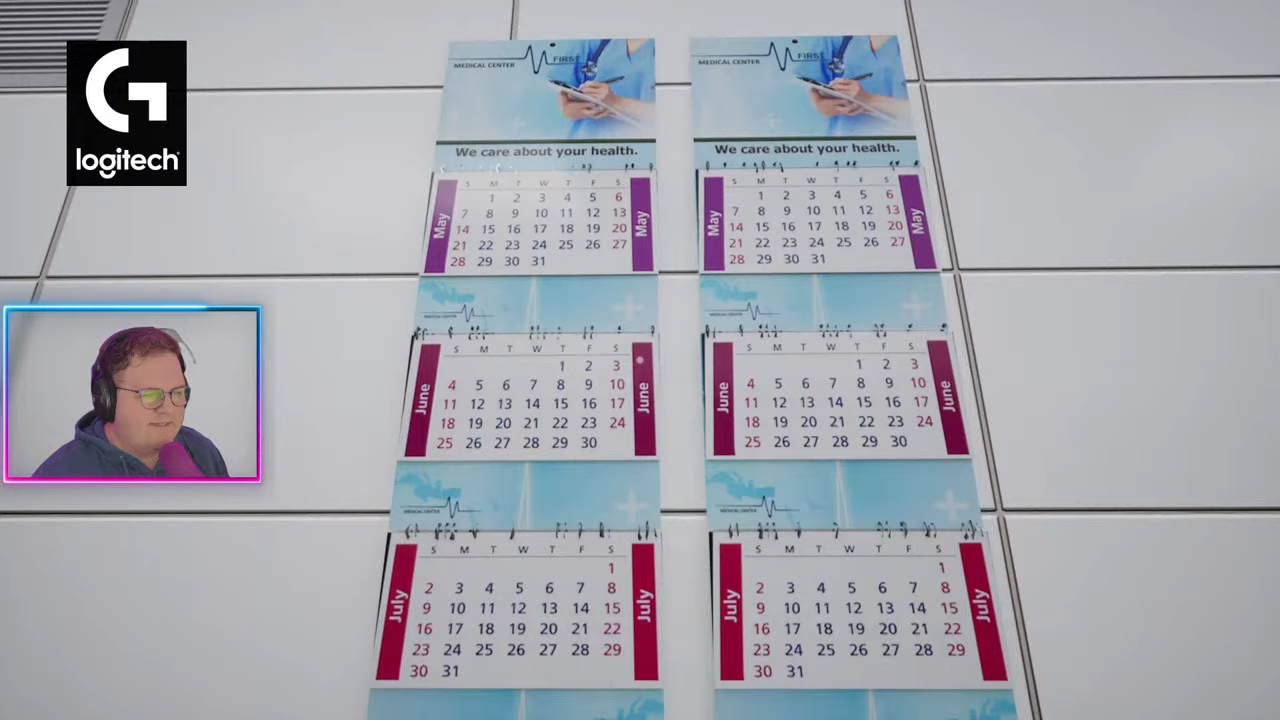 logitech
MEDICAL CENTER FIRST
We care about your health.
May May
S M T W T F S
1 2 3 4 5 6
7 8 9 10 11 12 13
14 15 16 17 18 19 20
21 22 23 24 25 26 27
28 29 30 31
MEDICAL CENTER
June June
S M T W T F S
1 2 3
4 5 6 7 8 9 10
11 12 13 14 15 16 17
18 19 20 21 22 23 24
25 26 27 28 29 30
MEDICAL CENTER
July July
S M T W T F S
1
2 3 4 5 6 7 8
9 10 11 12 13 14 15
16 17 18 19 20 21 22
23 24 25 26 27 28 29
30 31
MEDICAL CENTER FIRST
We care about your health.
May May
S M T W T F S
1 2 3 4 5 6
7 8 9 10 11 12 13
14 15 16 17 18 19 20
21 22 23 24 25 26 27
28 29 30 31
MEDICAL CENTER
June June
S M T W T F S
1 2 3
4 5 6 7 8 9 10
11 12 13 14 15 16 17
18 19 20 21 22 23 24
25 26 27 28 29 30
MEDICAL CENTER
July July
S M T W T F S
1
2 3 4 5 6 7 8
9 10 11 12 13 14 15
16 17 18 19 20 21 22
23 24 25 26 27 28 29
30 31